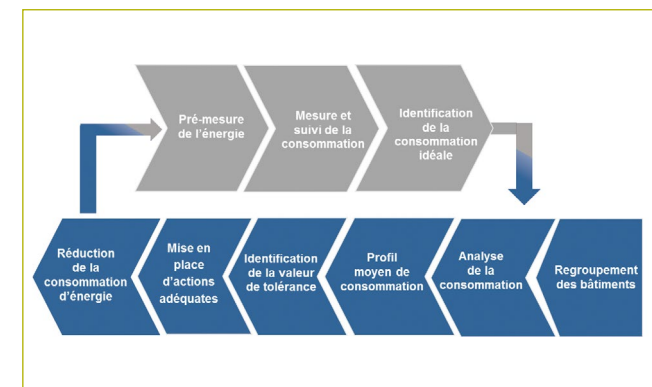 Pré-mesure
de l’énergie
Mesure et
suivi de la
consommation
Identification
de la
consommation
idéale
Réduction
de la
consommation
d’énergie
Mise en
place
d’actions
adéquates
Identification
de la valeur
de tolérance
Profil
moyen de
consommation
Analyse
de la
consommation
Regroupement
des bâtiments